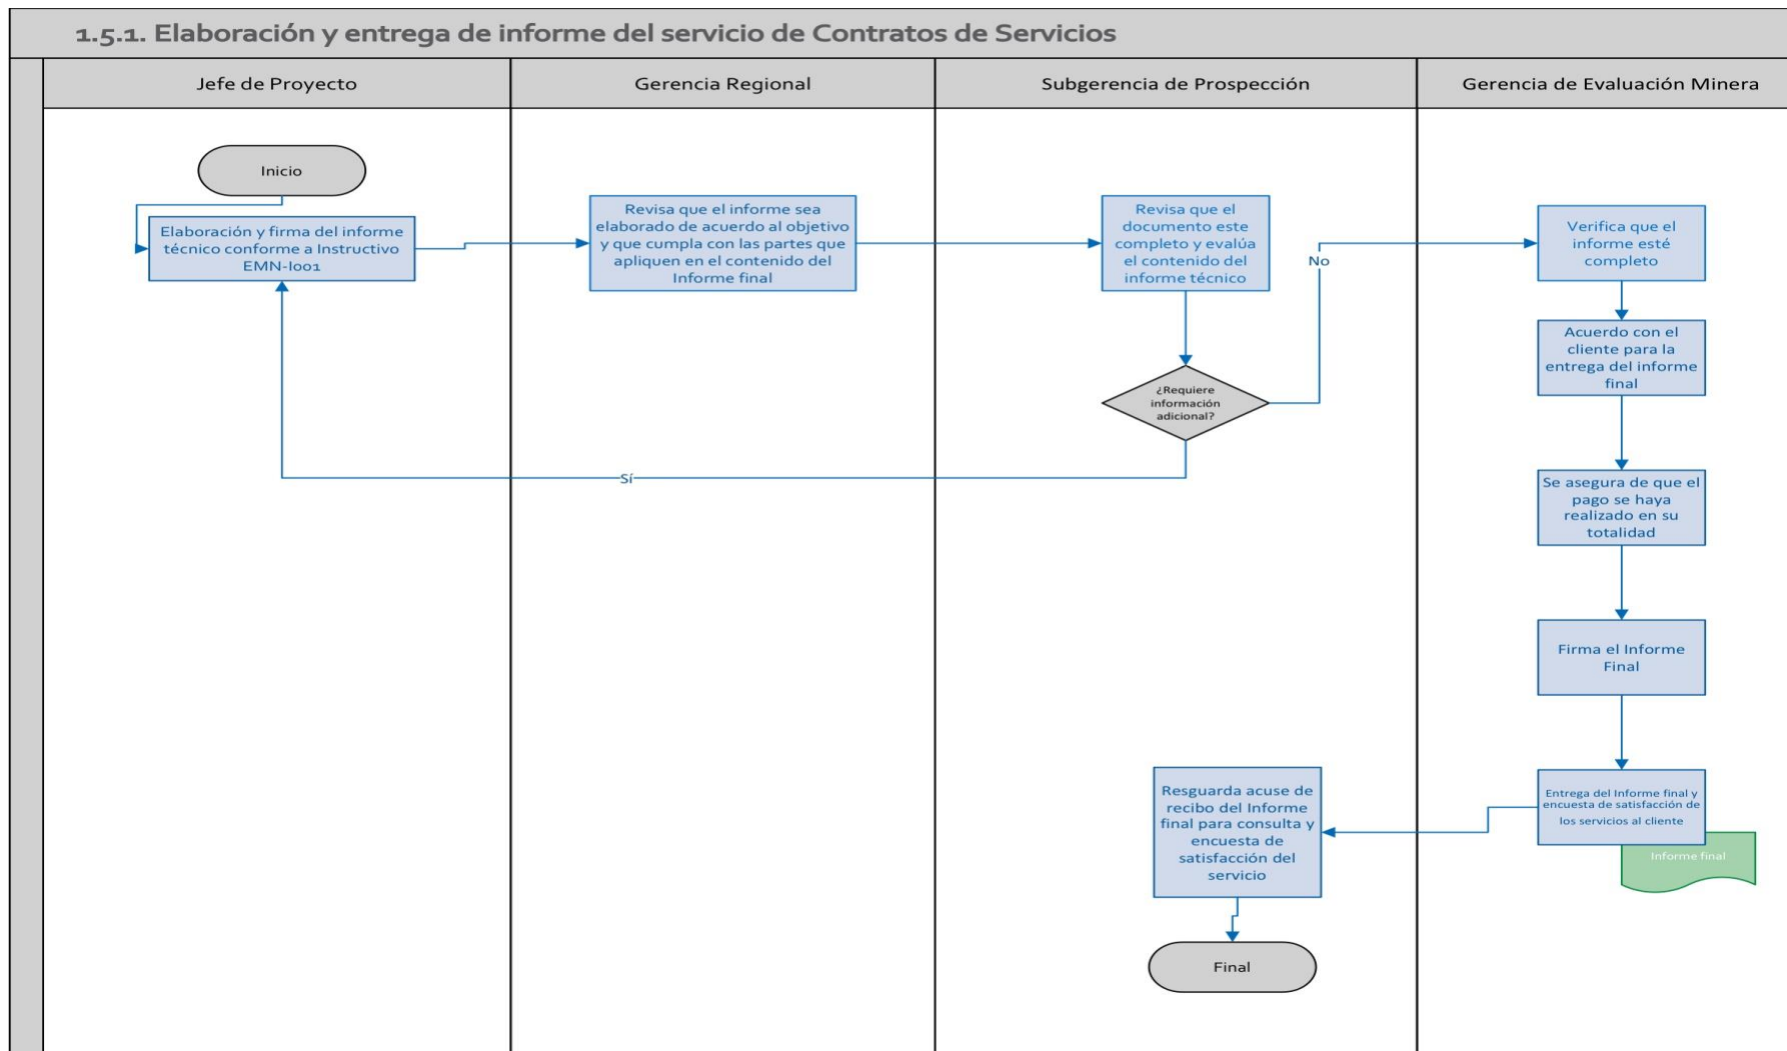 1.5.1. Elaboración y entrega de informe del servicio de Contratos de Servicios
Jefe de Proyecto
Gerencia Regional
Subgerencia de Prospección
Gerencia de Evaluación Minera
Inicio
Elaboración y firma del informe
técnico conforme a Instructivo
EMN-I001
Revisa que el informe sea
elaborado de acuerdo al objetivo
y que cumpla con las partes que
apliquen en el contenido del
Informe final
Revisa que el
documento este
completo y evalúa
el contenido del
informe técnico
No
Verifica que el
informe esté
completo
Acuerdo con el
cliente para la
entrega del informe
final
¿Requiere
información
adicional?
Sí
Se asegura de que el
pago se haya
realizado en su
totalidad
Firma el Informe
Final
Entrega del Informe final y
encuesta de satisfacción de
los servicios al cliente
Informe final
Resguarda acuse de
recibo del Informe
final para consulta y
encuesta de
satisfacción del
servicio
Final